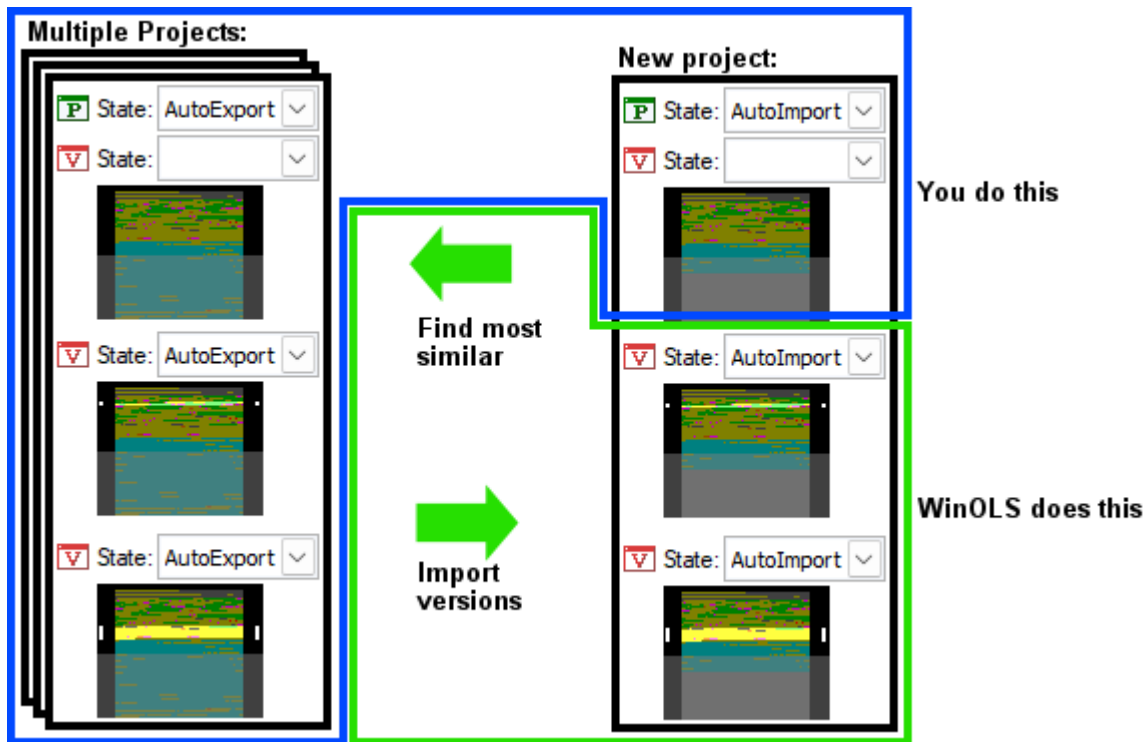 Multiple Projects:
P State: AutoExport
V State:
V State: AutoExport
V State: AutoExport
Find most
similar
Import
versions
New project:
P State: AutoImport
V State:
V State: AutoImport
V State: AutoImport
You do this
WinOLS does this